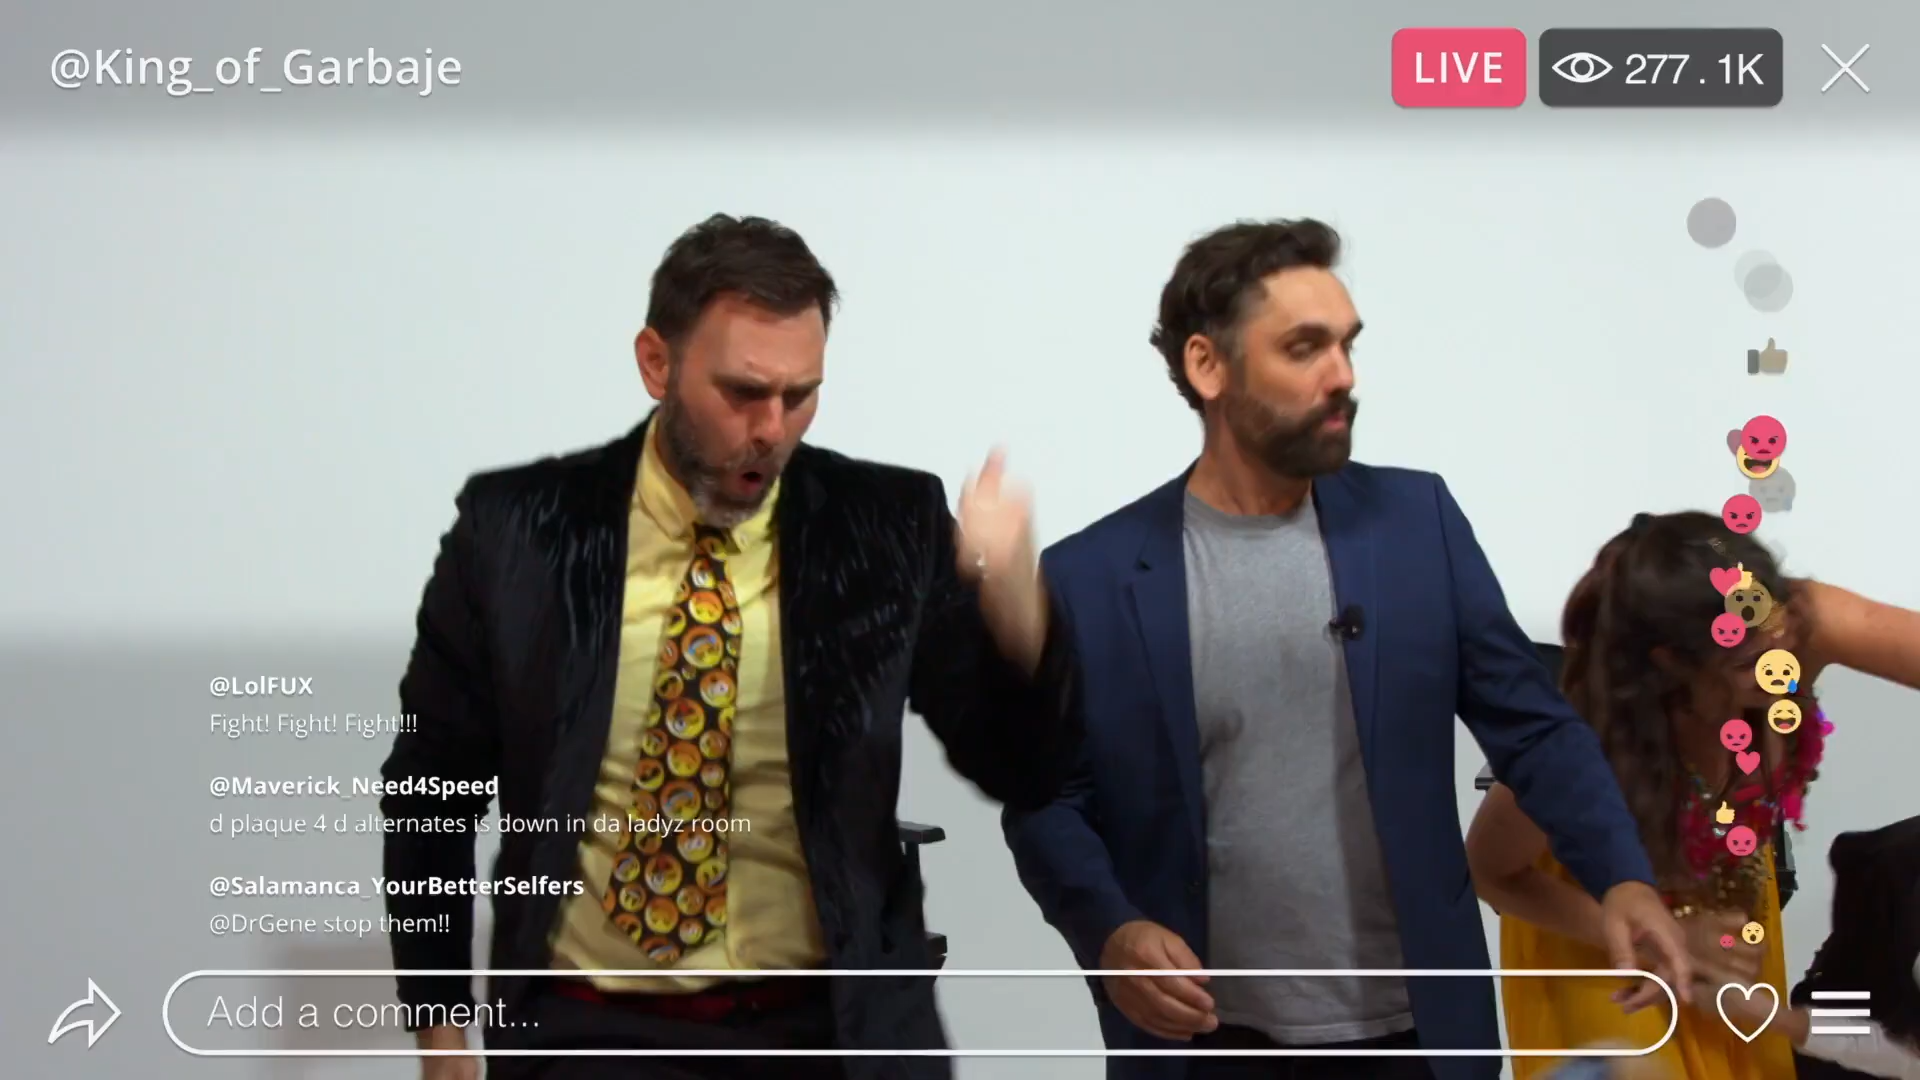 @King_of_Garbaje
LIVE
277.1K
@LolFUX
Fight! Fight! Fight!!!
@Maverick_Need4Speed
d plaque 4 d alternates is down in da ladyz room
@Salamanca_YourBetterSelfers
@DrGene stop them!!
Add a comment...